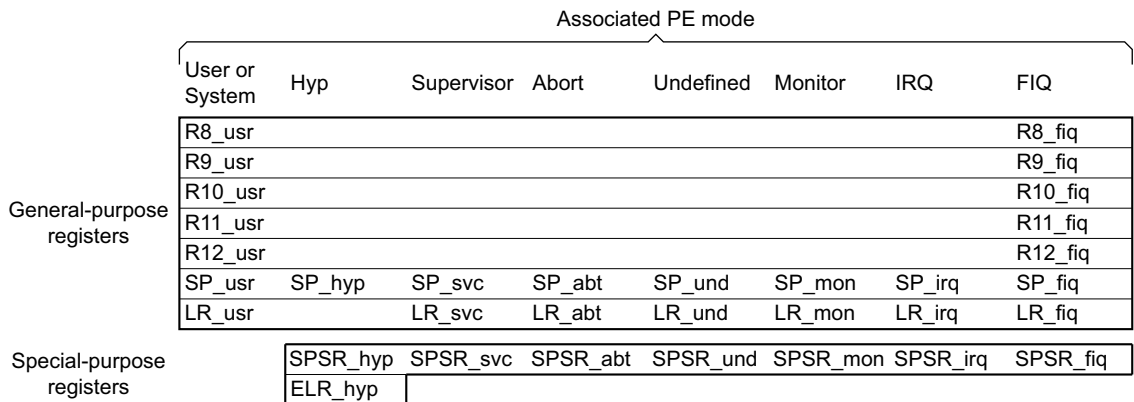 Associated PE mode
User or System Hyp Supervisor Abort Undefined Monitor IRQ FIQ
R8_usr R8_fiq
R9_usr R9_fiq
R10_usr R10_fiq
General-purpose registers
R11_usr R11_fiq
R12_usr R12_fiq
SP_usr SP_hyp SP_svc SP_abt SP_und SP_mon SP_irq SP_fiq
LR_usr LR_svc LR_abt LR_und LR_mon LR_irq LR_fiq
Special-purpose registers
SPSR_hyp SPSR_svc SPSR_abt SPSR_und SPSR_mon SPSR_irq SPSR_fiq
ELR_hyp